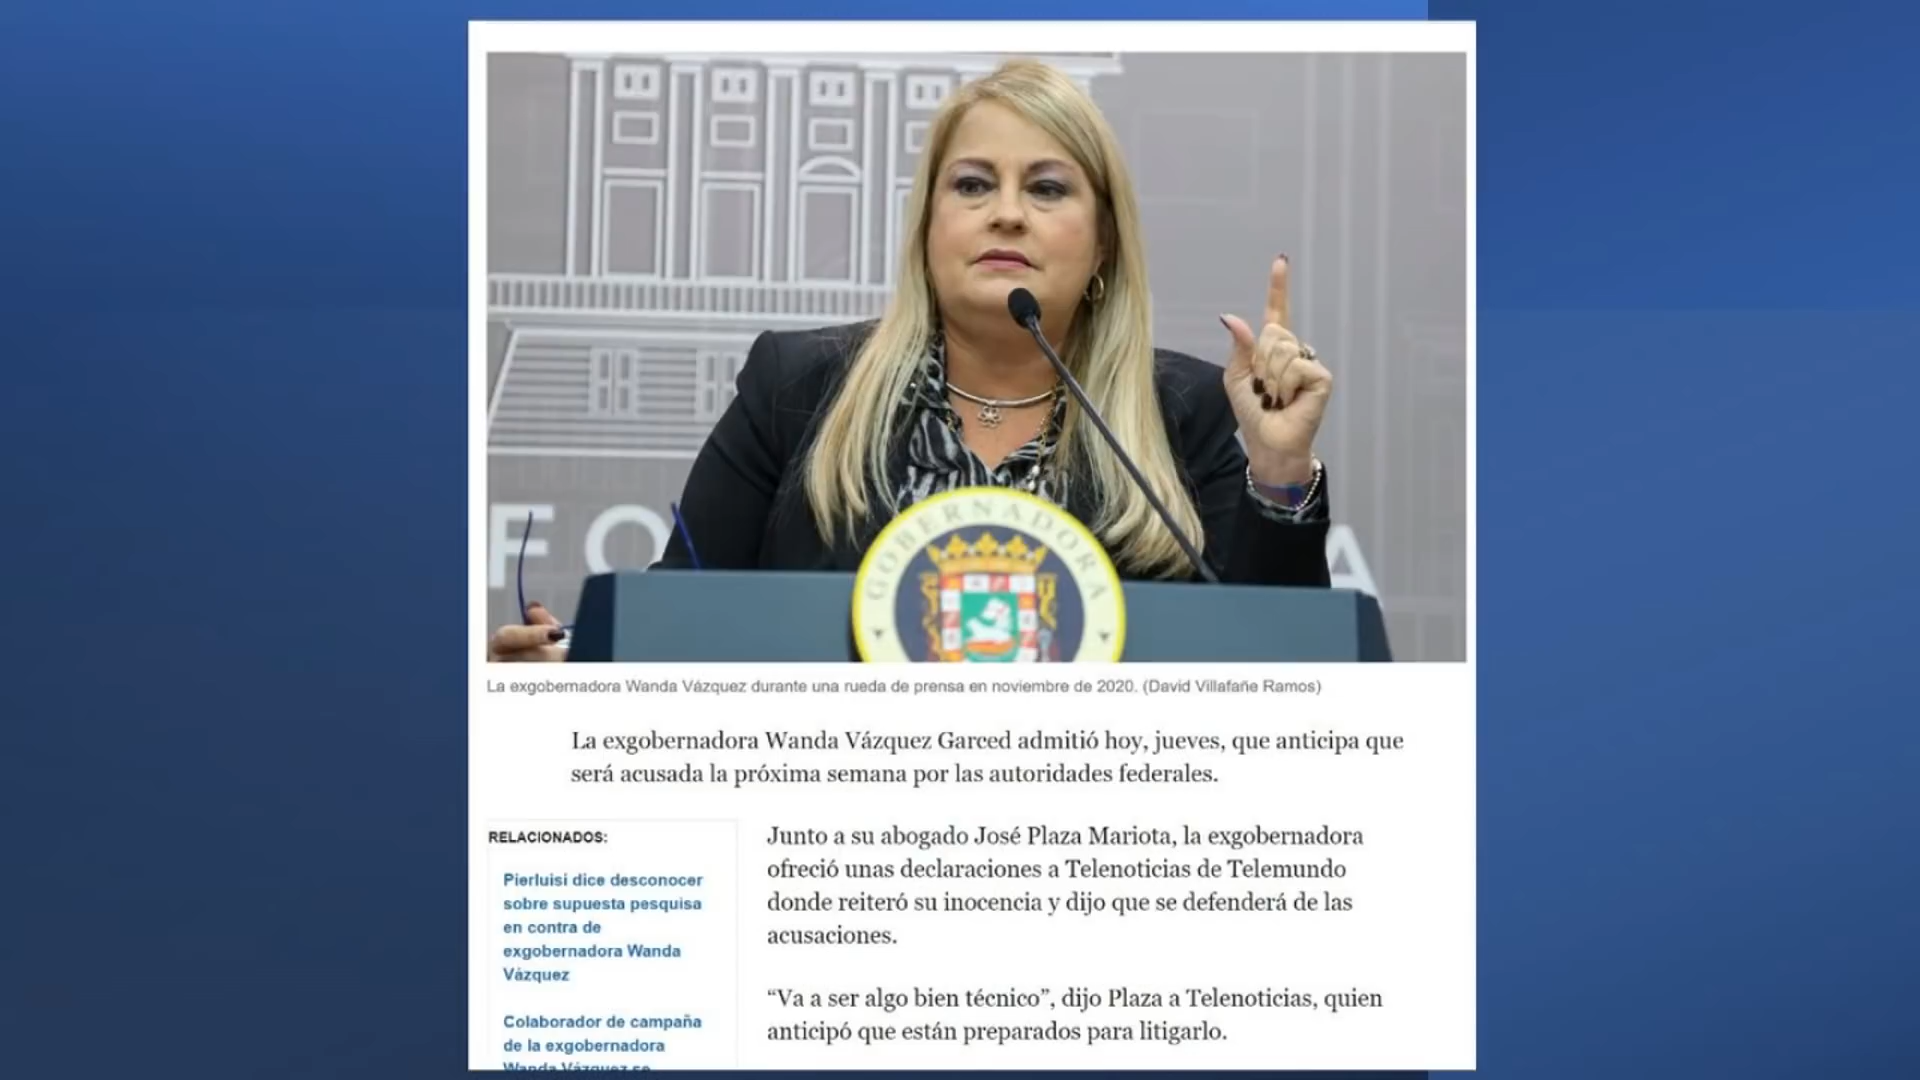 FO
A
GOBERNADORA
La exgobernadora Wanda Vázquez durante una rueda de prensa en noviembre de 2020. (David Villafañe Ramos)
La exgobernadora Wanda Vázquez Garced admitió hoy, jueves, que anticipa que
será acusada la próxima semana por las autoridades federales.
RELACIONADOS:
Pierluisi dice desconocer
sobre supuesta pesquisa
en contra de
exgobernadora Wanda
Vázquez
Colaborador de campaña
de la exgobernadora
Wanda Vázquez se
Junto a su abogado José Plaza Mariota, la exgobernadora
ofreció unas declaraciones a Telenoticias de Telemundo
donde reiteró su inocencia y dijo que se defenderá de las
acusaciones.
“Va a ser algo bien técnico”, dijo Plaza a Telenoticias, quien
anticipó que están preparados para litigarlo.